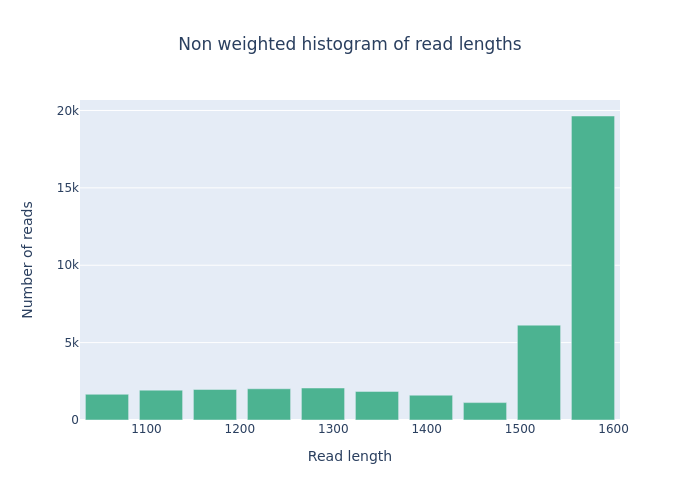 Non weighted histogram of read lengths
20k
15k
10k
5k
0
Number of reads
1100 1200 1300 1400 1500 1600
Read length